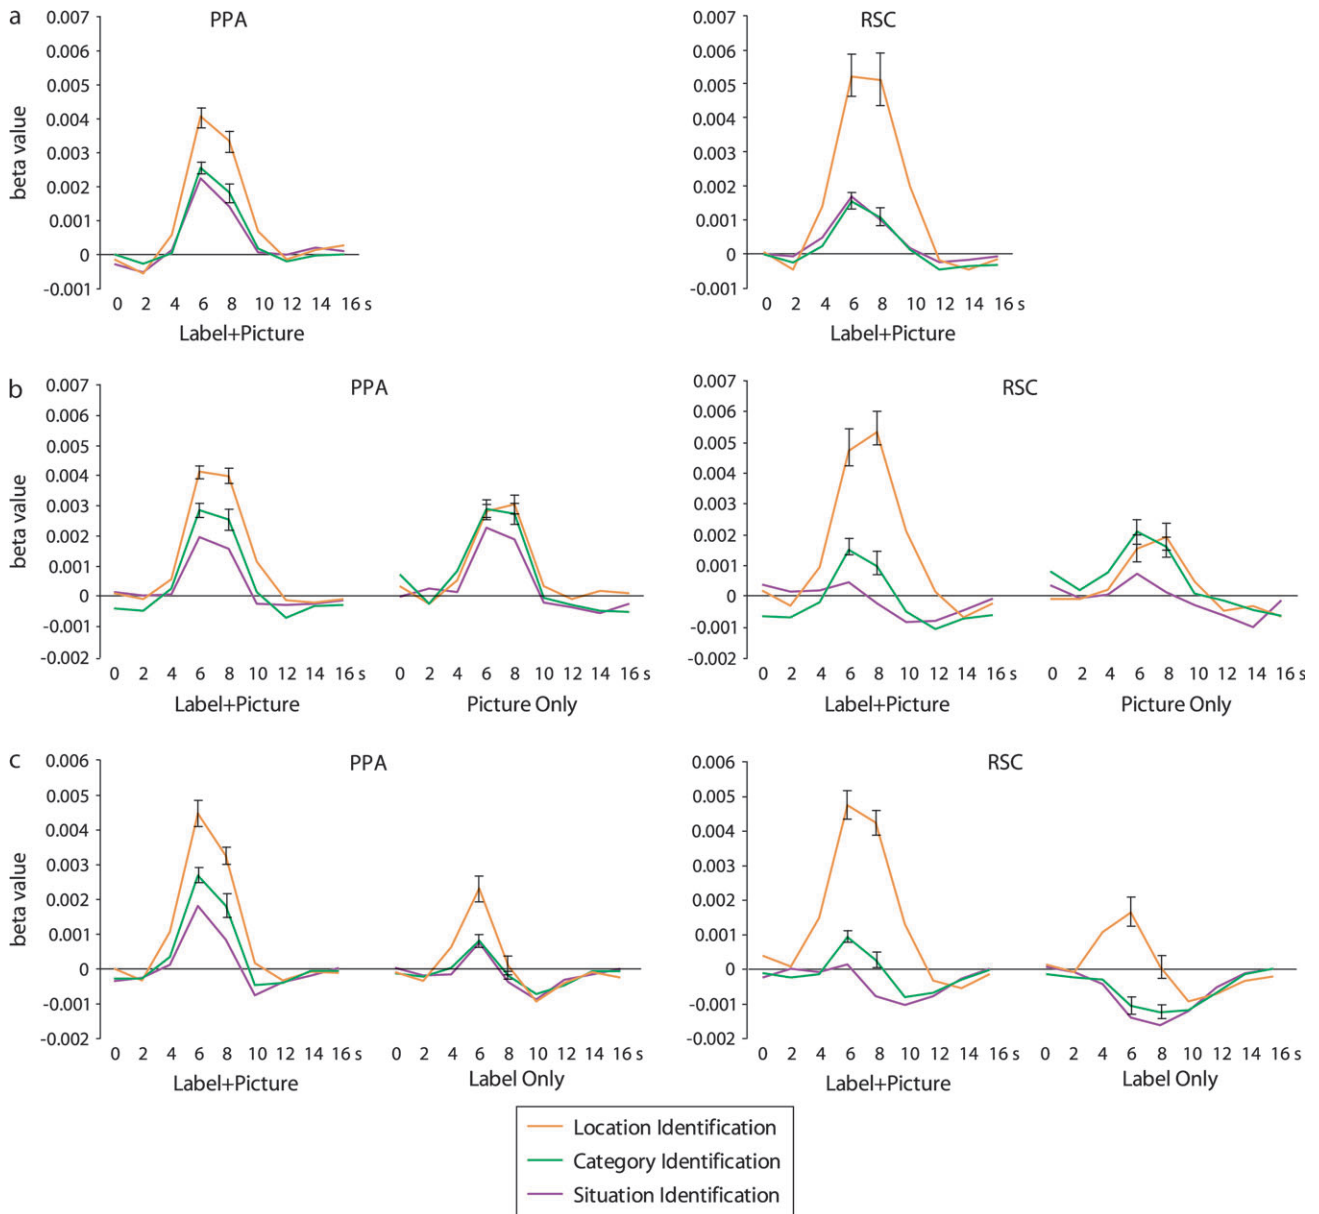 a
PPA
RSC
0.007
0.006
0.005
0.004
0.003
0.002
0.001
0
-0.001
beta value
0 2 4 6 8 10 12 14 16 s
Label+Picture
0.007
0.006
0.005
0.004
0.003
0.002
0.001
0
-0.001
0 2 4 6 8 10 12 14 16 s
Label+Picture
b
PPA
RSC
0.007
0.006
0.005
0.004
0.003
0.002
0.001
0
-0.001
-0.002
beta value
0 2 4 6 8 10 12 14 16 s
Label+Picture
0 2 4 6 8 10 12 14 16 s
Picture Only
0.007
0.006
0.005
0.004
0.003
0.002
0.001
0
-0.001
-0.002
0 2 4 6 8 10 12 14 16 s
Label+Picture
0 2 4 6 8 10 12 14 16 s
Picture Only
c
PPA
RSC
0.006
0.005
0.004
0.003
0.002
0.001
0
-0.001
-0.002
beta value
0 2 4 6 8 10 12 14 16 s
Label+Picture
0 2 4 6 8 10 12 14 16 s
Label Only
0.006
0.005
0.004
0.003
0.002
0.001
0
-0.001
-0.002
0 2 4 6 8 10 12 14 16 s
Label+Picture
0 2 4 6 8 10 12 14 16 s
Label Only
Location Identification
Category Identification
Situation Identification